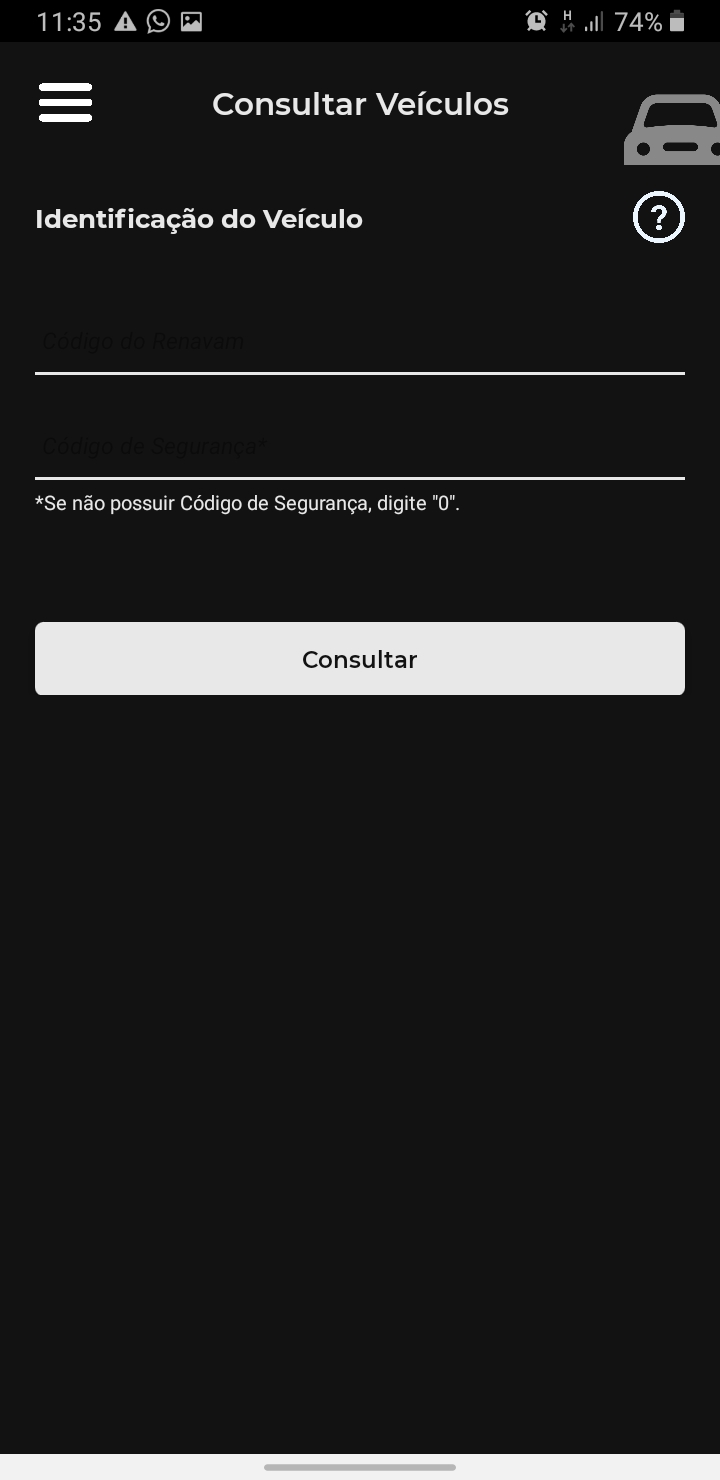 11:35 H 74%
Consultar Veículos
Identificação do Veículo
?
Código do Renavam
Código de Segurança*
*Se não possuir Código de Segurança, digite "0".
Consultar